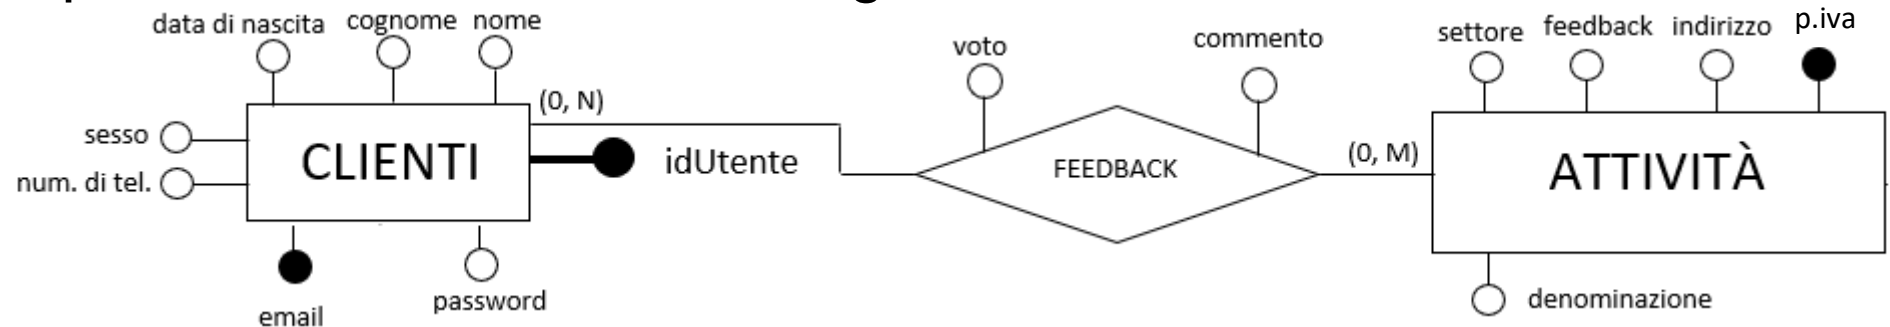 data di nascita
cognome
nome
sesso
num. di tel.
CLIENTI
(0, N)
idUtente
email
password
voto
commento
FEEDBACK
(0, M)
settore
feedback
indirizzo
p.iva
ATTIVITÀ
denominazione